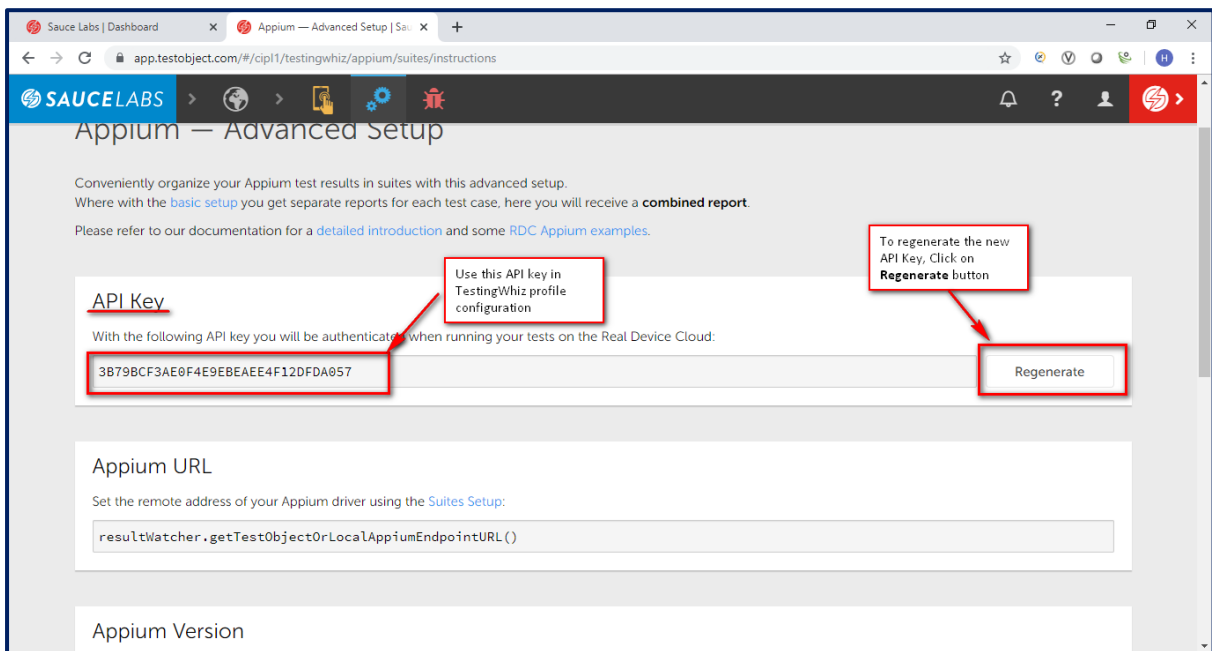 Sauce Labs | Dashboard
Appium — Advanced Setup | Sau
app.testobject.com/#/cipl1/testingwhiz/appium/suites/instructions
H
SAUCELABS
Appium — Advanced Setup
Conveniently organize your Appium test results in suites with this advanced setup.
Where with the basic setup you get separate reports for each test case, here you will receive a combined report.
Please refer to our documentation for a detailed introduction and some RDC Appium examples.
To regenerate the new
API Key, Click on
Regenerate button
Use this API key in
TestingWhiz profile
configuration
API Key
With the following API key you will be authenticated when running your tests on the Real Device Cloud:
3B79BCF3AE0F4E9EBEAEE4F12DFDA057
Regenerate
Appium URL
Set the remote address of your Appium driver using the Suites Setup:
resultWatcher.getTestObjectOrLocalAppiumEndpointURL()
Appium Version